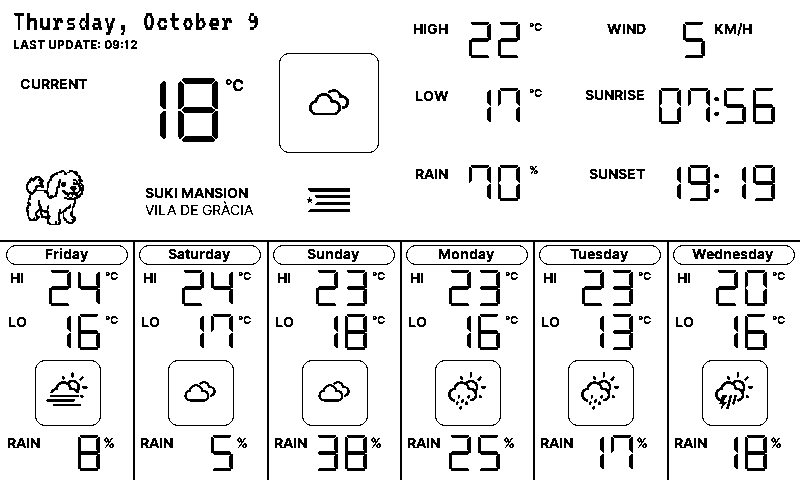 Thursday, October 9
LAST UPDATE: 09:12
CURRENT 18 °C
SUKI MANSION
VILA DE GRÀCIA
HIGH 22 °C
LOW 17 °C
RAIN 70 %
WIND 5 KM/H
SUNRISE 07:56
SUNSET 19:19
Friday
HI 24 °C
LO 16 °C
RAIN 8 %
Saturday
HI 24 °C
LO 17 °C
RAIN 5 %
Sunday
HI 23 °C
LO 18 °C
RAIN 38 %
Monday
HI 23 °C
LO 16 °C
RAIN 25 %
Tuesday
HI 23 °C
LO 13 °C
RAIN 17 %
Wednesday
HI 20 °C
LO 16 °C
RAIN 18 %